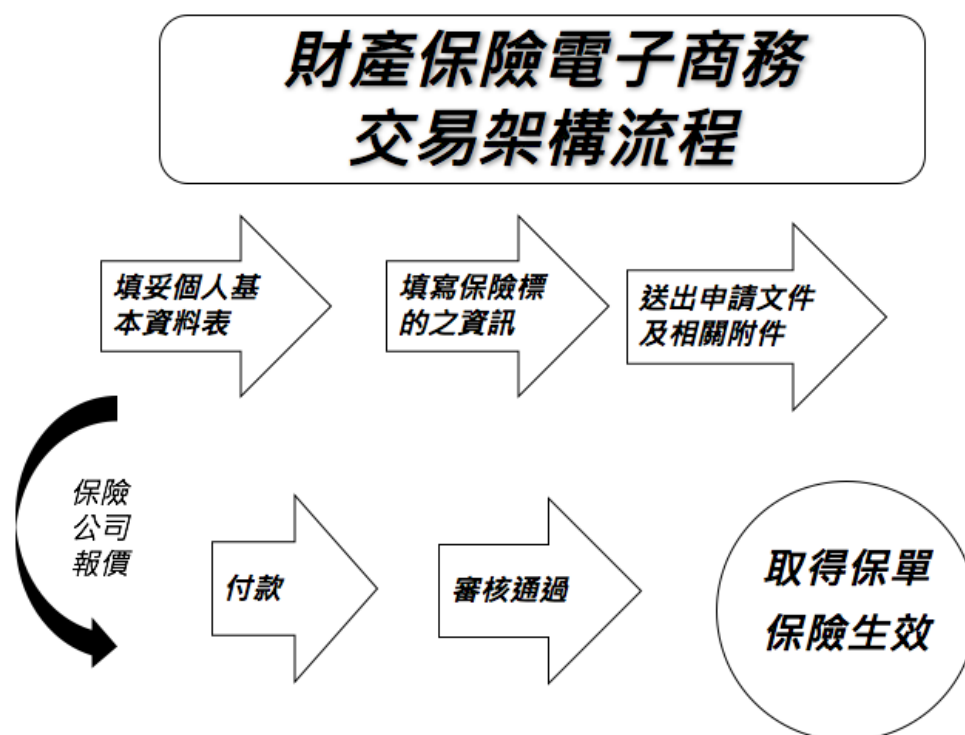 財產保險電子商務
交易架構流程
填妥個人基
本資料表
填寫保險標
的之資訊
送出申請文件
及相關附件
保險
公司
報價
付款
審核通過
取得保單
保險生效